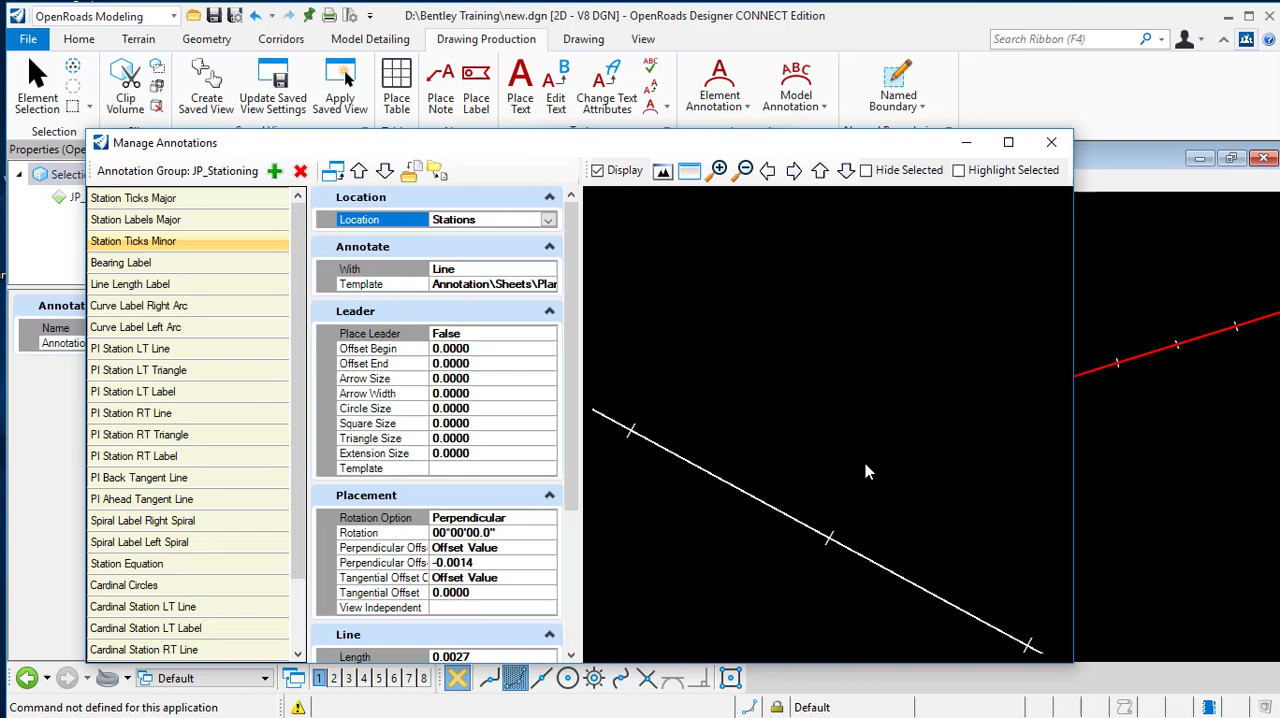 OpenRoads Modeling
D:\Bentley Training\new.dgn [2D - V8 DGN] - OpenRoads Designer CONNECT Edition
File Home Terrain Geometry Corridors Model Detailing Drawing Production Drawing View
Search Ribbon (F4)
Element Selection
Clip Volume
Create Saved View
Update Saved View Settings
Apply Saved View
Place Table
Place Note
Place Label
Place Text
Edit Text
Change Text Attributes
Element Annotation
Model Annotation
Named Boundary
Selection
Properties (Op
Manage Annotations
Selecti
JP_
Annotat
Name
Annotatio
Annotation Group: JP_Stationing
Display
Hide Selected
Highlight Selected
Station Ticks Major
Station Labels Major
Station Ticks Minor
Bearing Label
Line Length Label
Curve Label Right Arc
Curve Label Left Arc
PI Station LT Line
PI Station LT Triangle
PI Station LT Label
PI Station RT Line
PI Station RT Triangle
PI Station RT Label
PI Back Tangent Line
PI Ahead Tangent Line
Spiral Label Right Spiral
Spiral Label Left Spiral
Station Equation
Cardinal Circles
Cardinal Station LT Line
Cardinal Station LT Label
Cardinal Station RT Line
Location
Location Stations
Annotate
With Line
Template Annotation\Sheets\Plar
Leader
Place Leader False
Offset Begin 0.0000
Offset End 0.0000
Arrow Size 0.0000
Arrow Width 0.0000
Circle Size 0.0000
Square Size 0.0000
Triangle Size 0.0000
Extension Size 0.0000
Template
Placement
Rotation Option Perpendicular
Rotation 00°00'00.0"
Perpendicular Offs Offset Value
Perpendicular Offs -0.0014
Tangential Offset C Offset Value
Tangential Offset 0.0000
View Independent
Line
Length 0.0027
Default
1 2 3 4 5 6 7 8
Command not defined for this application
Default